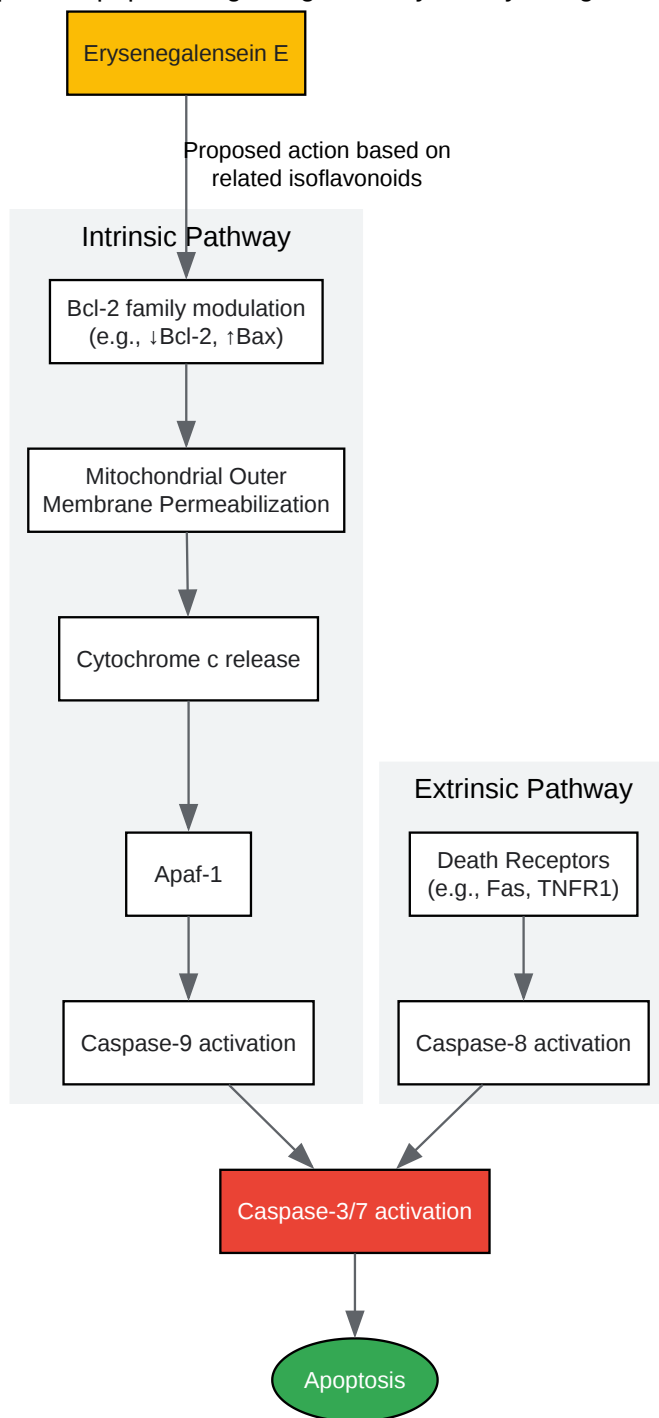 Erysenegalensein E
Proposed action based on
related isoflavonoids
Intrinsic Pathway
Bcl-2 family modulation
(e.g., ↓Bcl-2, ↑Bax)
Mitochondrial Outer
Membrane Permeabilization
Cytochrome c release
Extrinsic Pathway
Apaf-1
Death Receptors
(e.g., Fas, TNFR1)
Caspase-9 activation
Caspase-8 activation
Caspase-3/7 activation
Apoptosis